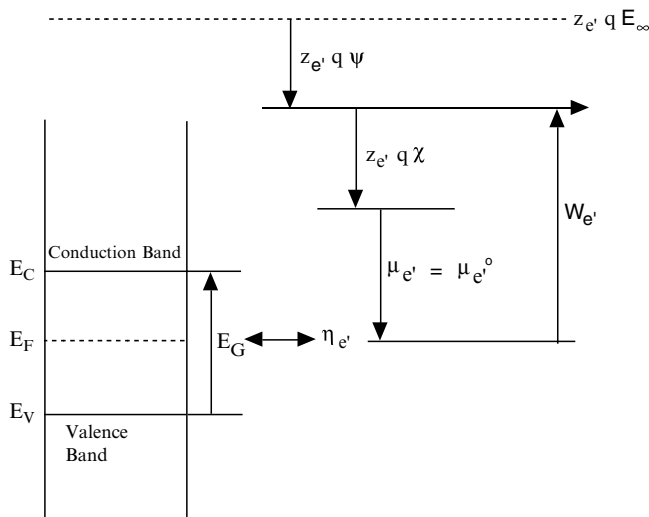 z_e' q E_∞
z_e' q ψ
z_e' q χ
W_e'
Conduction Band
E_C
μ_e' = μ_e'^o
E_F
E_G
η_e'
E_V
Valence
Band